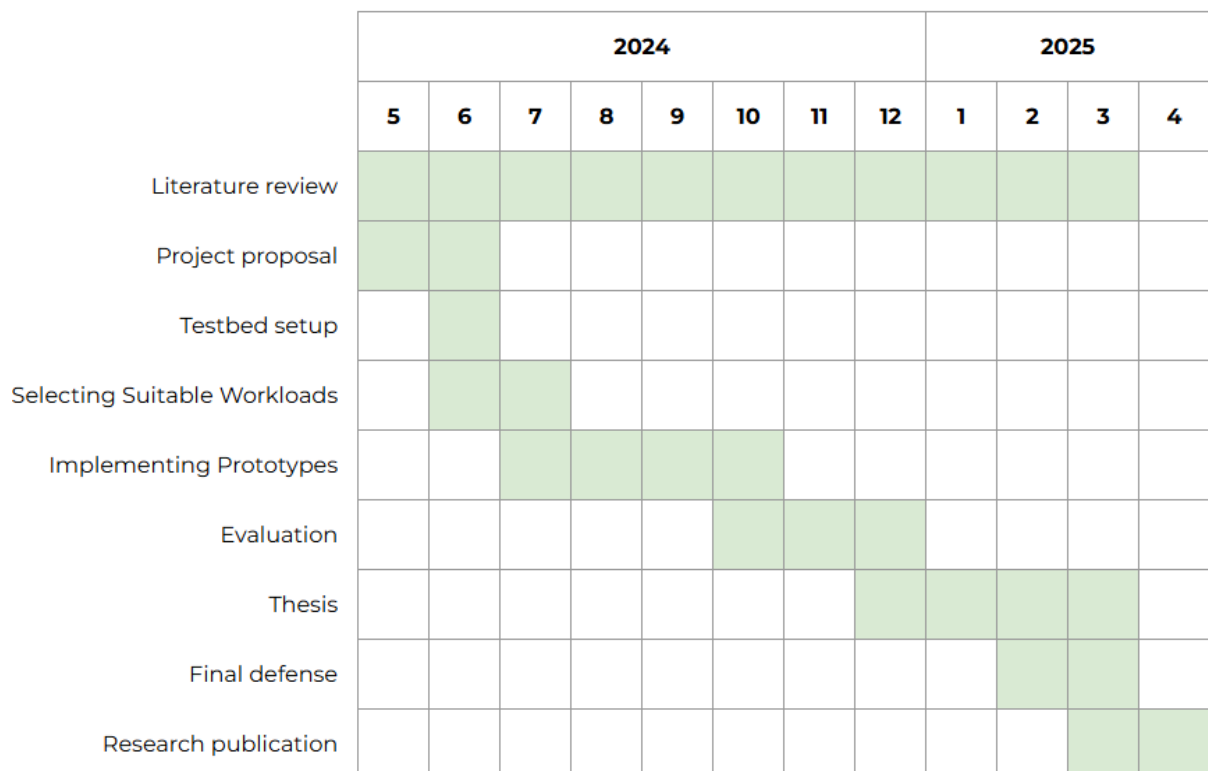 2024 2025
5 6 7 8 9 10 11 12 1 2 3 4
Literature review
Project proposal
Testbed setup
Selecting Suitable Workloads
Implementing Prototypes
Evaluation
Thesis
Final defense
Research publication